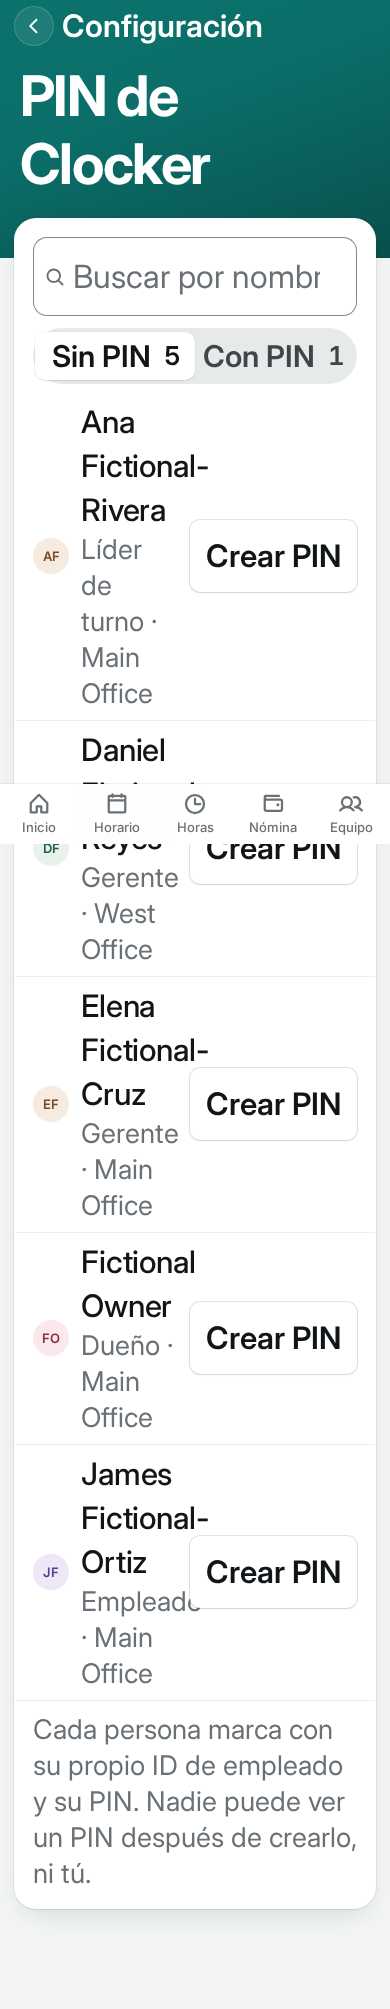 Configuración
PIN de
Clocker
Buscar por nombr
Sin PIN 5 Con PIN 1
Ana
Fictional-
Rivera
AF
Líder
de
turno ·
Main
Office
Crear PIN
Daniel
Inicio Horario Horas Nómina Equipo
DF
Reyes
Gerente
· West
Office
Crear PIN
Elena
Fictional-
Cruz
EF
Gerente
· Main
Office
Crear PIN
Fictional
Owner
FO
Dueño ·
Main
Office
Crear PIN
James
Fictional-
Ortiz
JF
Empleado
· Main
Office
Crear PIN
Cada persona marca con
su propio ID de empleado
y su PIN. Nadie puede ver
un PIN después de crearlo,
ni tú.